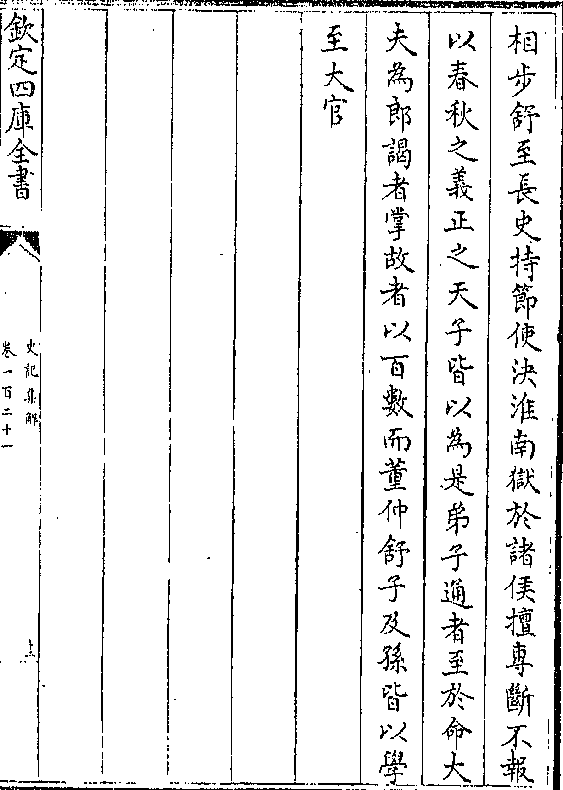 相步舒至長史持節使決淮南獄於諸侯擅專斷不報
以春秋之義正之天子皆以為是弟子通者至於命大
夫為郎謁者掌故者以百數而董仲舒子及孫皆以學
至大官
欽定四庫全書
史記集解
卷一百二十一
十二